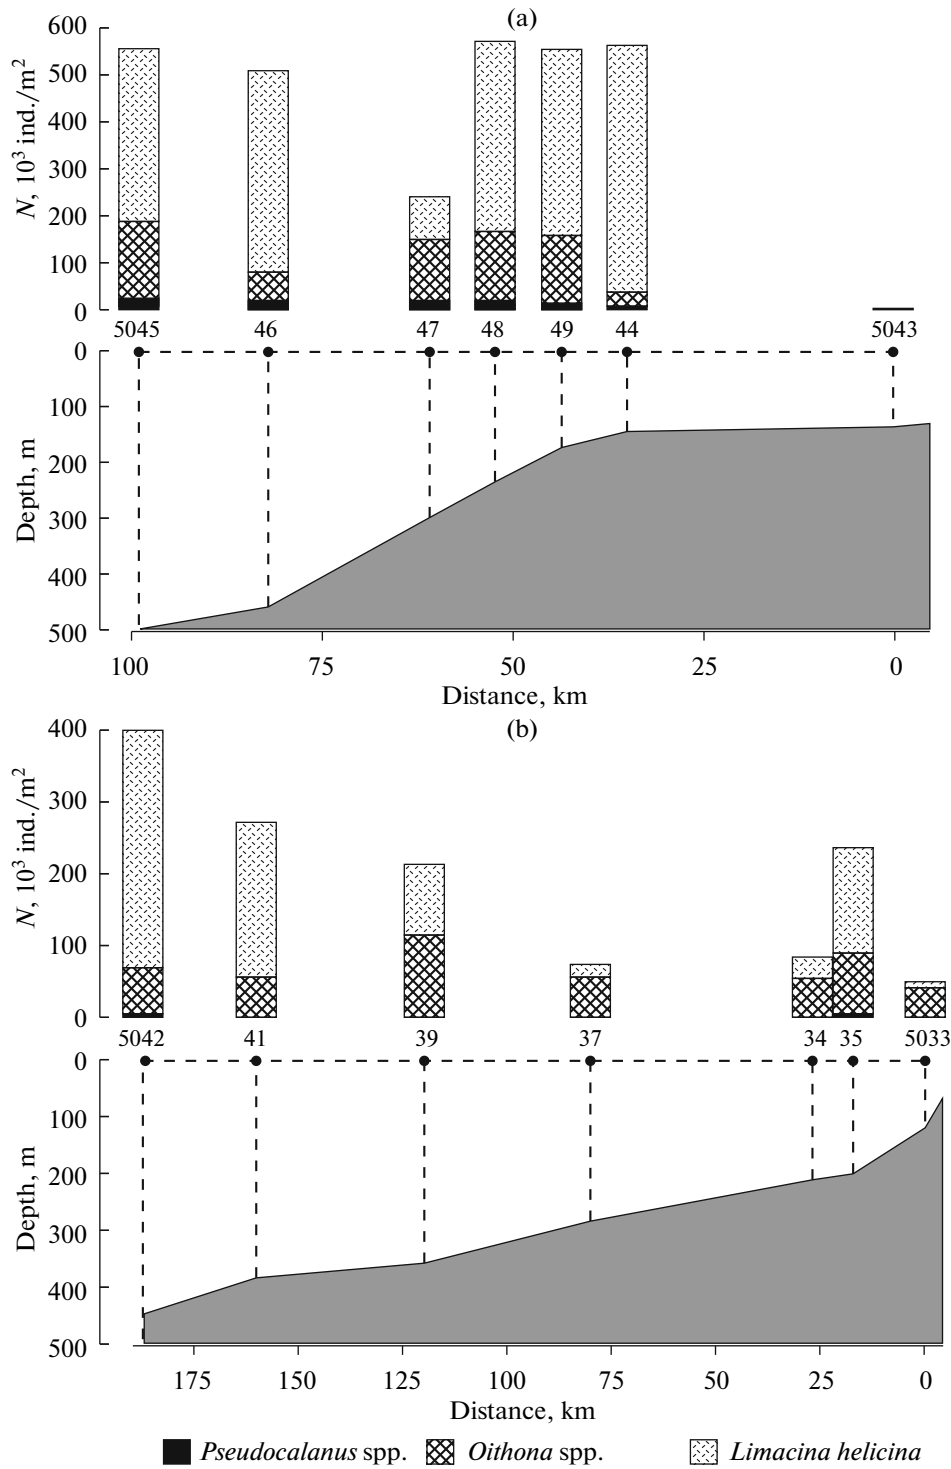 (a)
N, 10³ ind./m²
600
500
400
300
200
100
0
5045 46 47 48 49 44 5043
Depth, m
0
100
200
300
400
500
100 75 50 25 0
Distance, km
(b)
N, 10³ ind./m²
400
300
200
100
0
5042 41 39 37 34 35 5033
Depth, m
0
100
200
300
400
500
175 150 125 100 75 50 25 0
Distance, km
Pseudocalanus spp. Oithona spp. Limacina helicina